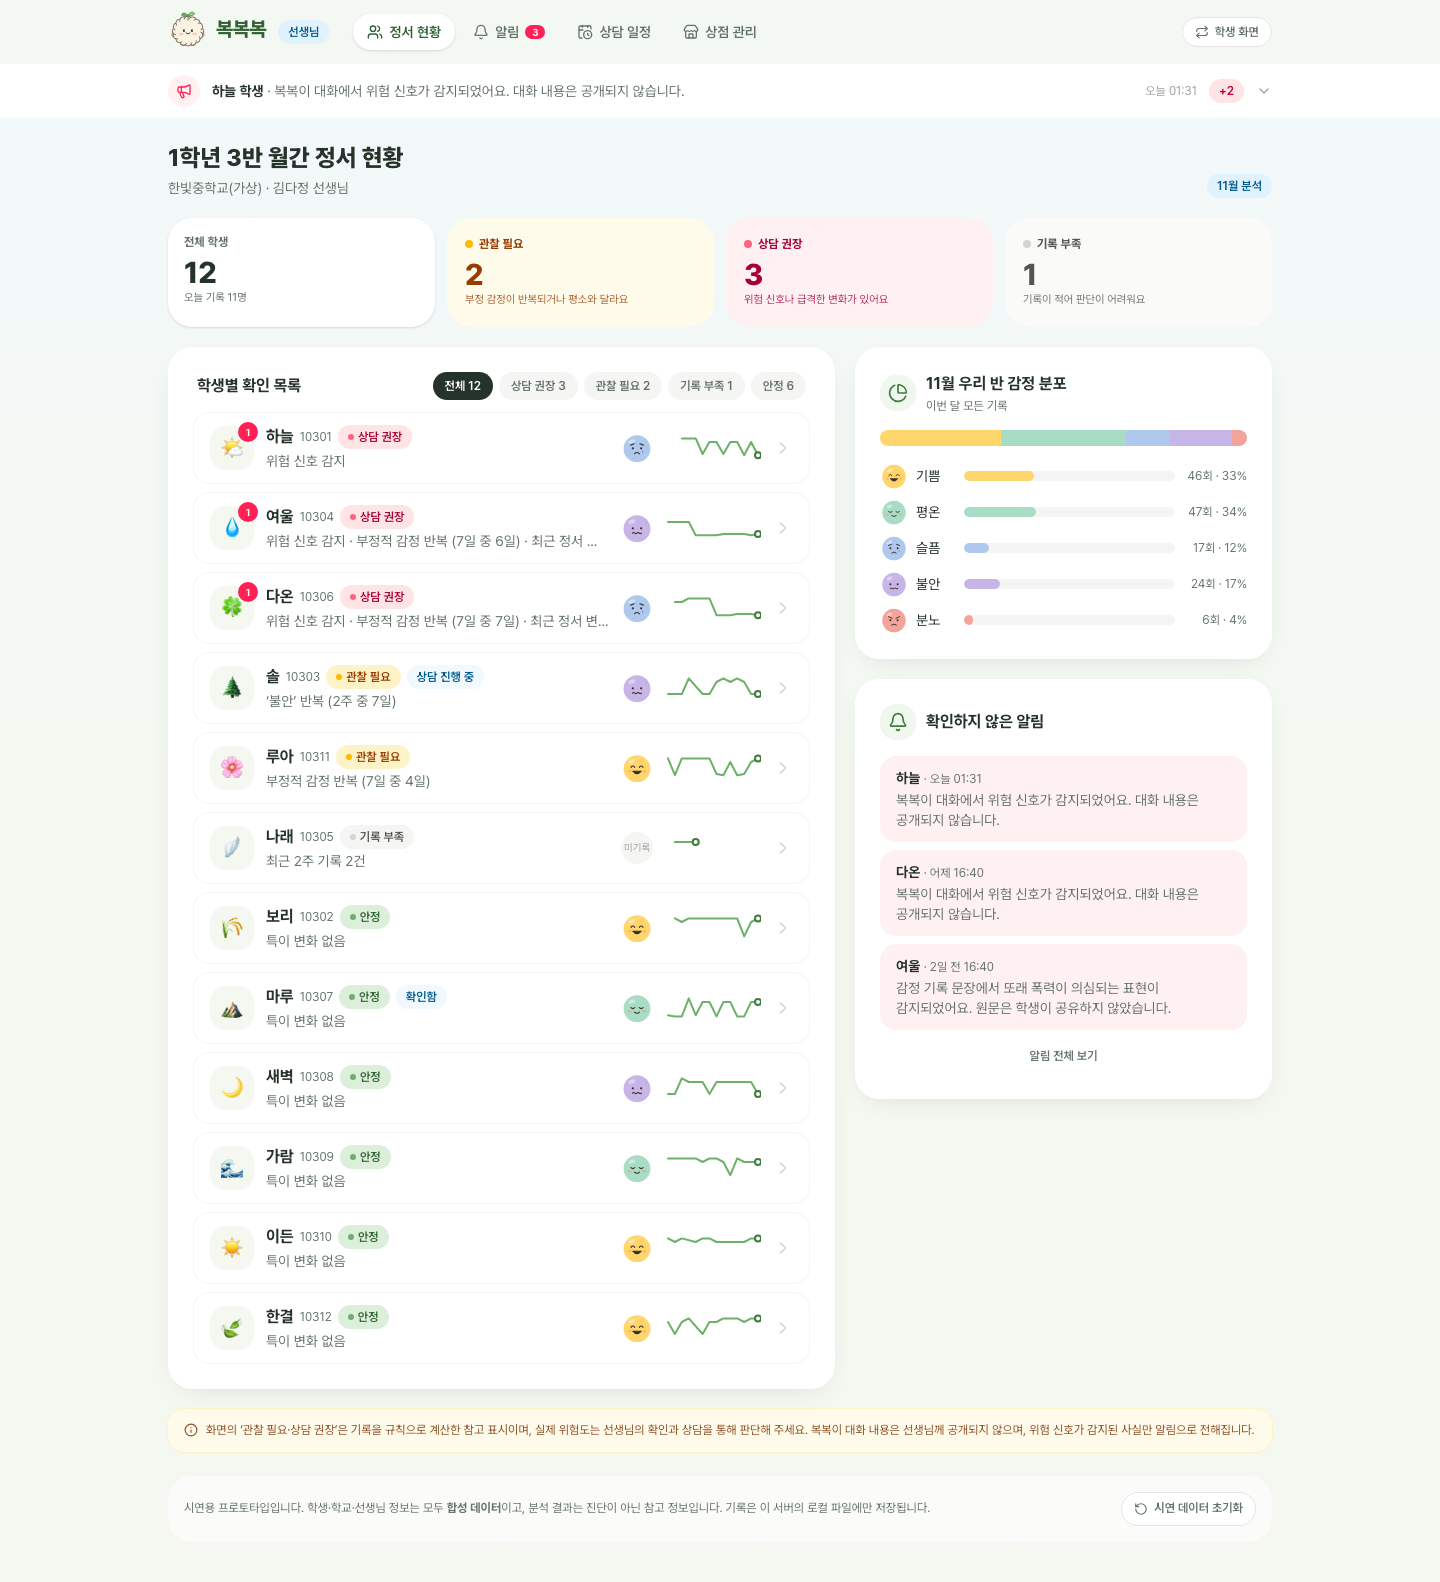 복복복
선생님
정서 현황
알림 3
상담 일정
상점 관리
학생 화면
하늘 학생 · 복복이 대화에서 위험 신호가 감지되었어요. 대화 내용은 공개되지 않습니다.
오늘 01:31
+2
1학년 3반 월간 정서 현황
한빛중학교(가상) · 김다정 선생님
11월 분석
전체 학생
12
오늘 기록 11명
관찰 필요
2
부정 감정이 반복되거나 평소와 달라요
상담 권장
3
위험 신호나 급격한 변화가 있어요
기록 부족
1
기록이 적어 판단이 어려워요
학생별 확인 목록
전체 12
상담 권장 3
관찰 필요 2
기록 부족 1
안정 6
1
하늘 10301 상담 권장
위험 신호 감지
1
여울 10304 상담 권장
위험 신호 감지 · 부정적 감정 반복 (7일 중 6일) · 최근 정서 ...
1
다온 10306 상담 권장
위험 신호 감지 · 부정적 감정 반복 (7일 중 7일) · 최근 정서 변...
솔 10303 관찰 필요 상담 진행 중
‘불안’ 반복 (2주 중 7일)
루아 10311 관찰 필요
부정적 감정 반복 (7일 중 4일)
나래 10305 기록 부족
최근 2주 기록 2건
미기록
보리 10302 안정
특이 변화 없음
마루 10307 안정 확인함
특이 변화 없음
새벽 10308 안정
특이 변화 없음
가람 10309 안정
특이 변화 없음
이든 10310 안정
특이 변화 없음
한결 10312 안정
특이 변화 없음
11월 우리 반 감정 분포
이번 달 모든 기록
기쁨 46회 · 33%
평온 47회 · 34%
슬픔 17회 · 12%
불안 24회 · 17%
분노 6회 · 4%
확인하지 않은 알림
하늘 · 오늘 01:31
복복이 대화에서 위험 신호가 감지되었어요. 대화 내용은
공개되지 않습니다.
다온 · 어제 16:40
복복이 대화에서 위험 신호가 감지되었어요. 대화 내용은
공개되지 않습니다.
여울 · 2일 전 16:40
감정 기록 문장에서 또래 폭력이 의심되는 표현이
감지되었어요. 원문은 학생이 공유하지 않았습니다.
알림 전체 보기
화면의 ‘관찰 필요·상담 권장’은 기록을 규칙으로 계산한 참고 표시이며, 실제 위험도는 선생님의 확인과 상담을 통해 판단해 주세요. 복복이 대화 내용은 선생님께 공개되지 않으며, 위험 신호가 감지된 사실만 알림으로 전해집니다.
시연용 프로토타입입니다. 학생·학교·선생님 정보는 모두 합성 데이터이고, 분석 결과는 진단이 아닌 참고 정보입니다. 기록은 이 서버의 로컬 파일에만 저장됩니다.
시연 데이터 초기화